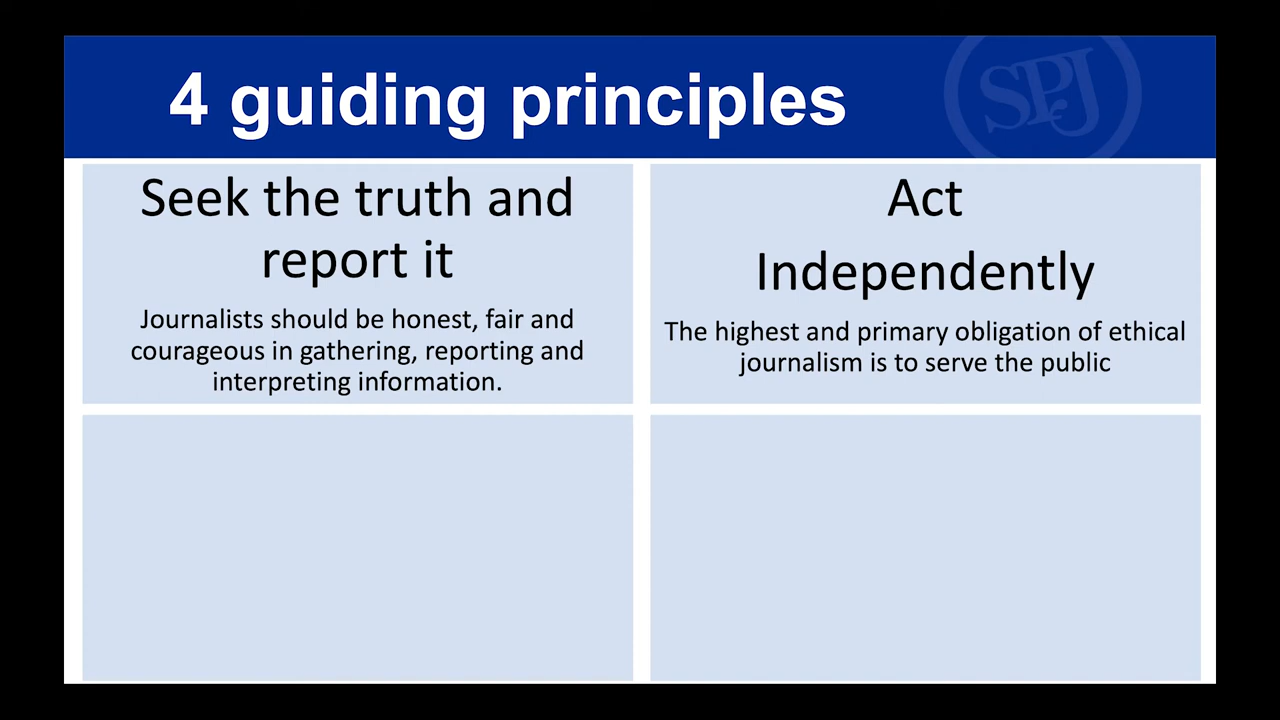 4 guiding principles
SPJ
Seek the truth and
report it
Journalists should be honest, fair and
courageous in gathering, reporting and
interpreting information.
Act
Independently
The highest and primary obligation of ethical
journalism is to serve the public